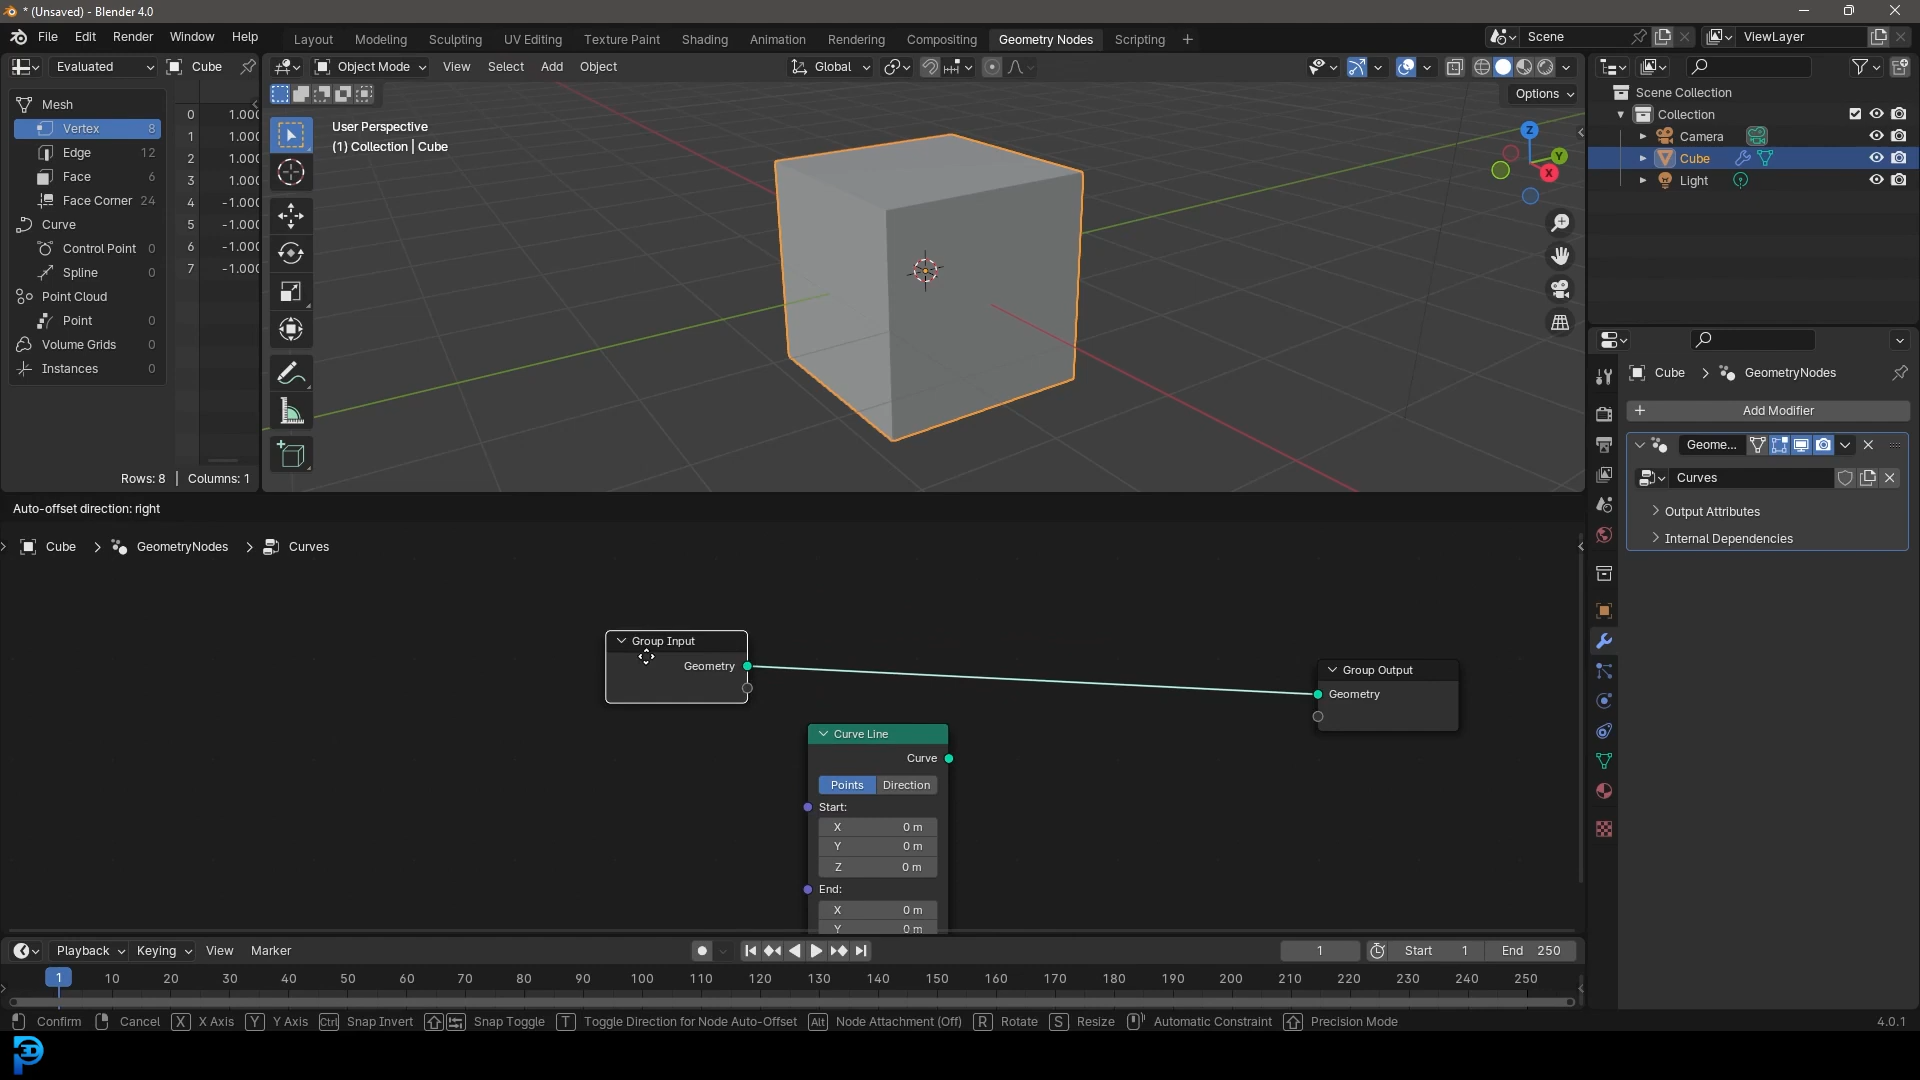 * (Unsaved) - Blender 4.0
File Edit Render Window Help Layout Modeling Sculpting UV Editing Texture Paint Shading Animation Rendering Compositing Geometry Nodes Scripting + Scene ViewLayer
Evaluated Cube Object Mode View Select Add Object Global
Options
Mesh
Vertex 8
Edge 12
Face 6
Face Corner 24
Curve
Control Point 0
Spline 0
Point Cloud
Point 0
Volume Grids 0
Instances 0
0 1.000
1 1.000
2 1.000
3 1.000
4 -1.000
5 -1.000
6 -1.000
7 -1.000
Rows: 8 | Columns: 1
User Perspective
(1) Collection | Cube
Z
Y
X
Scene Collection
Collection
Camera
Cube
Light
Cube > GeometryNodes
+ Add Modifier
Geome...
Curves
Output Attributes
Internal Dependencies
Auto-offset direction: right
Cube > GeometryNodes > Curves
Group Input
Geometry
Curve Line
Curve
Points Direction
Start:
X 0 m
Y 0 m
Z 0 m
End:
X 0 m
Y 0 m
Group Output
Geometry
Playback Keying View Marker 1 Start 1 End 250
1 10 20 30 40 50 60 70 80 90 100 110 120 130 140 150 160 170 180 190 200 210 220 230 240 250
Confirm Cancel X X Axis Y Y Axis Ctrl Snap Invert Snap Toggle T Toggle Direction for Node Auto-Offset Alt Node Attachment (Off) R Rotate S Resize Automatic Constraint Precision Mode 4.0.1
3D